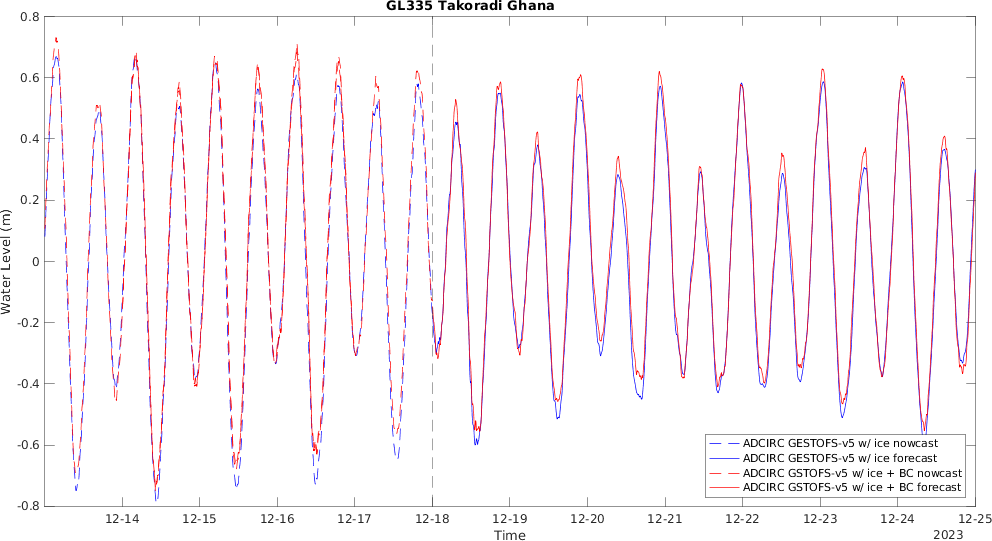 GL335 Takoradi Ghana
0.8
0.6
0.4
0.2
0
-0.2
-0.4
-0.6
-0.8
Water Level (m)
12-14 12-15 12-16 12-17 12-18 12-19 12-20 12-21 12-22 12-23 12-24 12-25
Time
2023
ADCIRC GESTOFS-v5 w/ ice nowcast
ADCIRC GESTOFS-v5 w/ ice forecast
ADCIRC GSTOFS-v5 w/ ice + BC nowcast
ADCIRC GSTOFS-v5 w/ ice + BC forecast